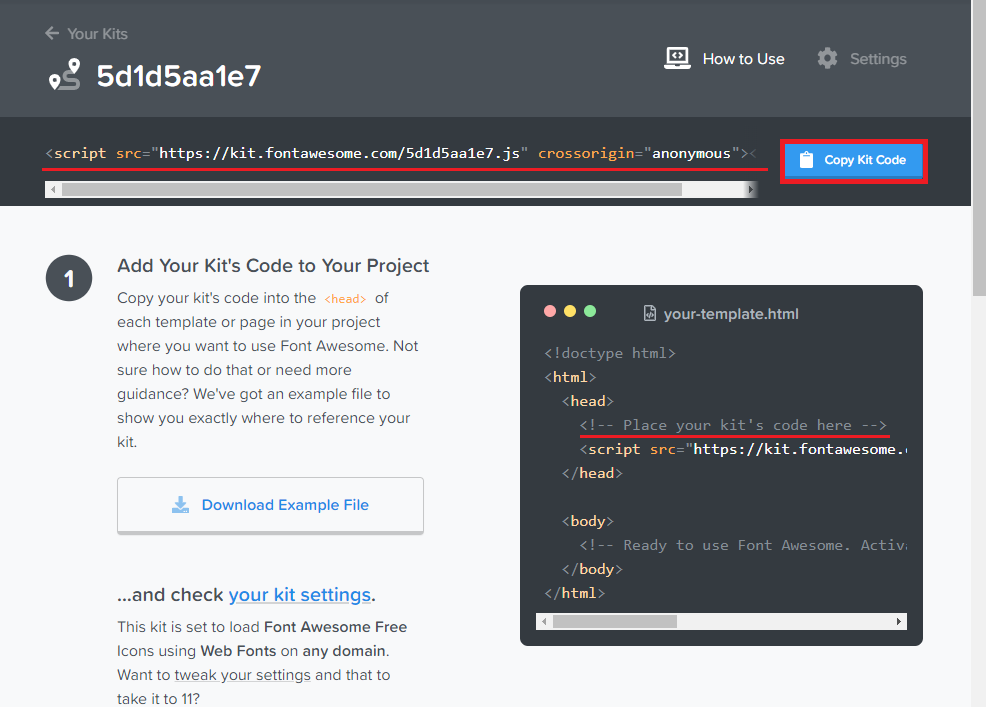 Your Kits
5d1d5aa1e7
How to Use
Settings
<script src="https://kit.fontawesome.com/5d1d5aa1e7.js" crossorigin="anonymous"><
Copy Kit Code
1
Add Your Kit's Code to Your Project
Copy your kit's code into the <head> of
each template or page in your project
where you want to use Font Awesome. Not
sure how to do that or need more
guidance? We've got an example file to
show you exactly where to reference your
kit.
Download Example File
...and check your kit settings.
This kit is set to load Font Awesome Free
Icons using Web Fonts on any domain.
Want to tweak your settings and that to
take it to 11?
your-template.html
<!doctype html>
<html>
<head>
<!-- Place your kit's code here -->
<script src="https://kit.fontawesome.
</head>
<body>
<!-- Ready to use Font Awesome. Activ
</body>
</html>